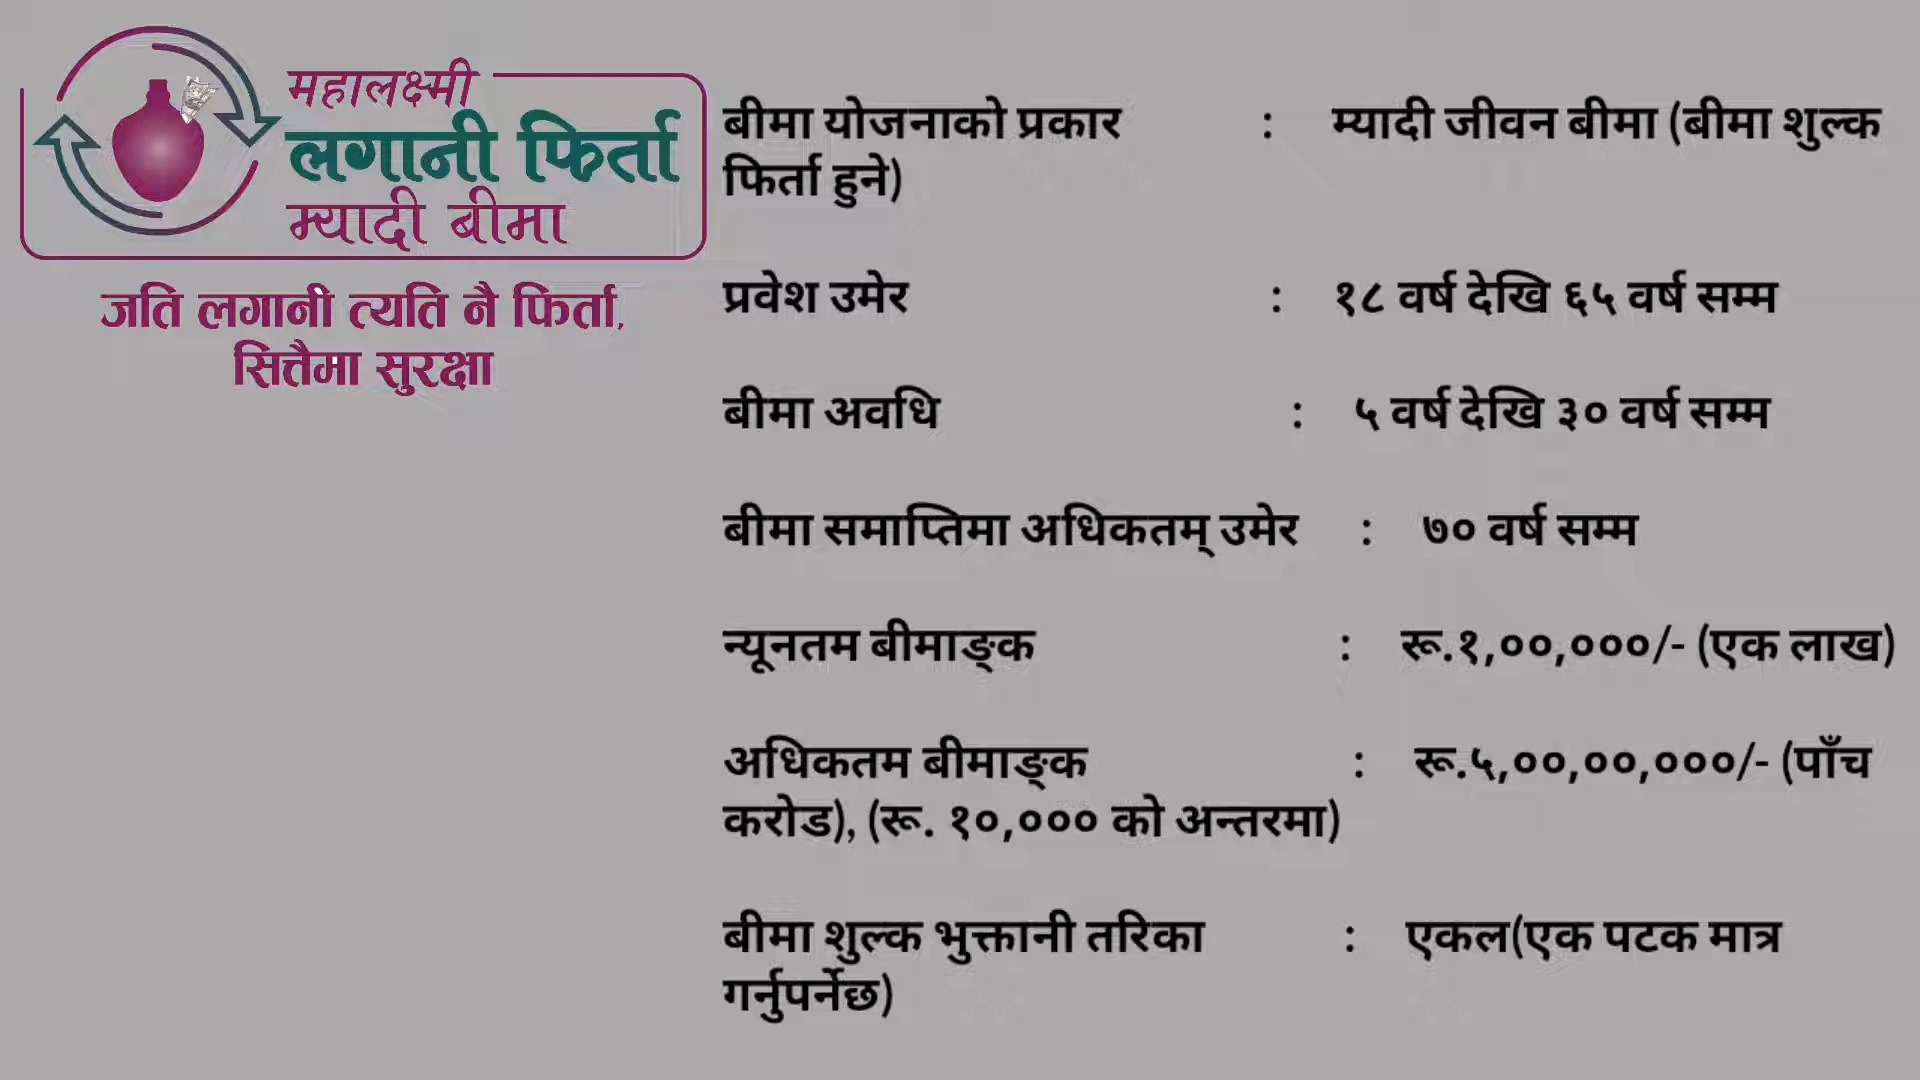 महालक्ष्मी
लगानी फिर्ता
म्यादी बीमा
जति लगानी त्यति नै फिर्ता,
सित्तैमा सुरक्षा
बीमा योजनाको प्रकार : म्यादी जीवन बीमा (बीमा शुल्क
फिर्ता हुने)
प्रवेश उमेर : १८ वर्ष देखि ६५ वर्ष सम्म
बीमा अवधि : ५ वर्ष देखि ३० वर्ष सम्म
बीमा समाप्तिमा अधिकतम् उमेर : ७० वर्ष सम्म
न्यूनतम बीमाङ्क : रू.१,००,०००/- (एक लाख)
अधिकतम बीमाङ्क : रू.५,००,००,०००/- (पाँच
करोड), (रू. १०,००० को अन्तरमा)
बीमा शुल्क भुक्तानी तरिका : एकल(एक पटक मात्र
गर्नुपर्नेछ)